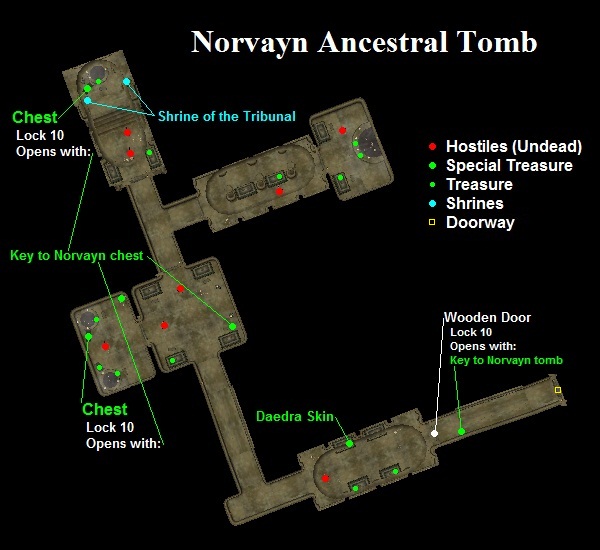 Norvayn Ancestral Tomb
Chest
Lock 10
Opens with:
Shrine of the Tribunal
Hostiles (Undead)
Special Treasure
Treasure
Shrines
Doorway
Key to Norvayn chest
Wooden Door
Lock 10
Opens with:
Key to Norvayn tomb
Chest
Lock 10
Opens with:
Daedra Skin